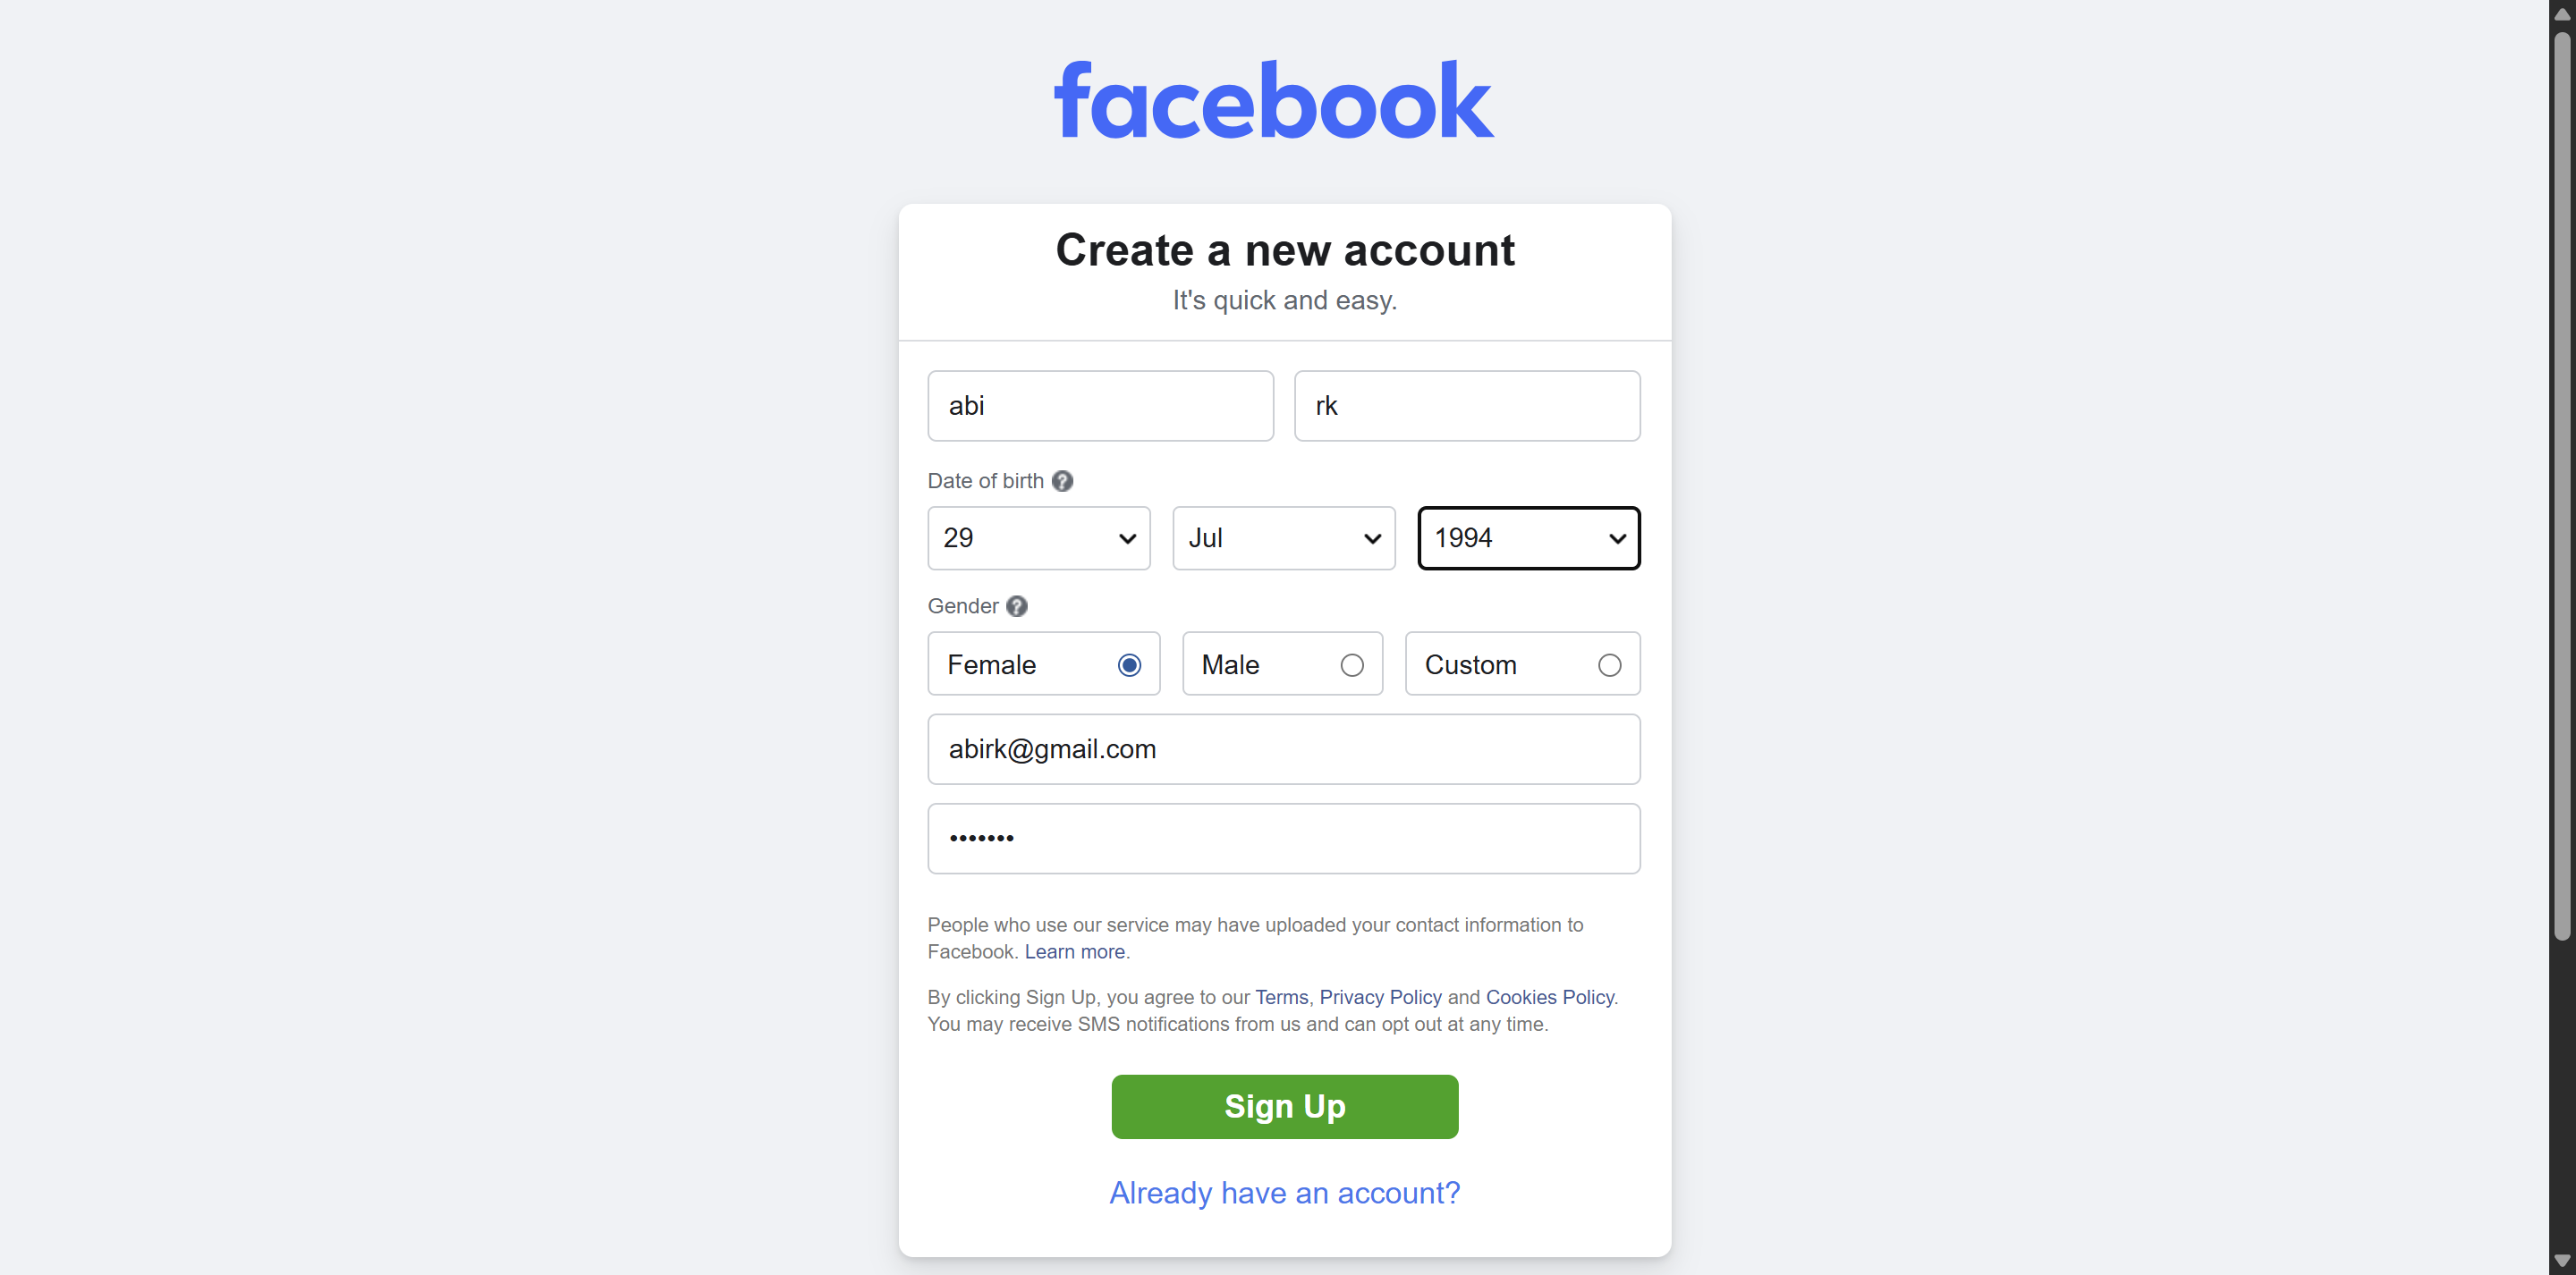 facebook
Create a new account
It's quick and easy.
abi rk
Date of birth ?
29 Jul 1994
Gender ?
Female Male Custom
abirk@gmail.com
•••••••
People who use our service may have uploaded your contact information to
Facebook. Learn more.
By clicking Sign Up, you agree to our Terms, Privacy Policy and Cookies Policy.
You may receive SMS notifications from us and can opt out at any time.
Sign Up
Already have an account?